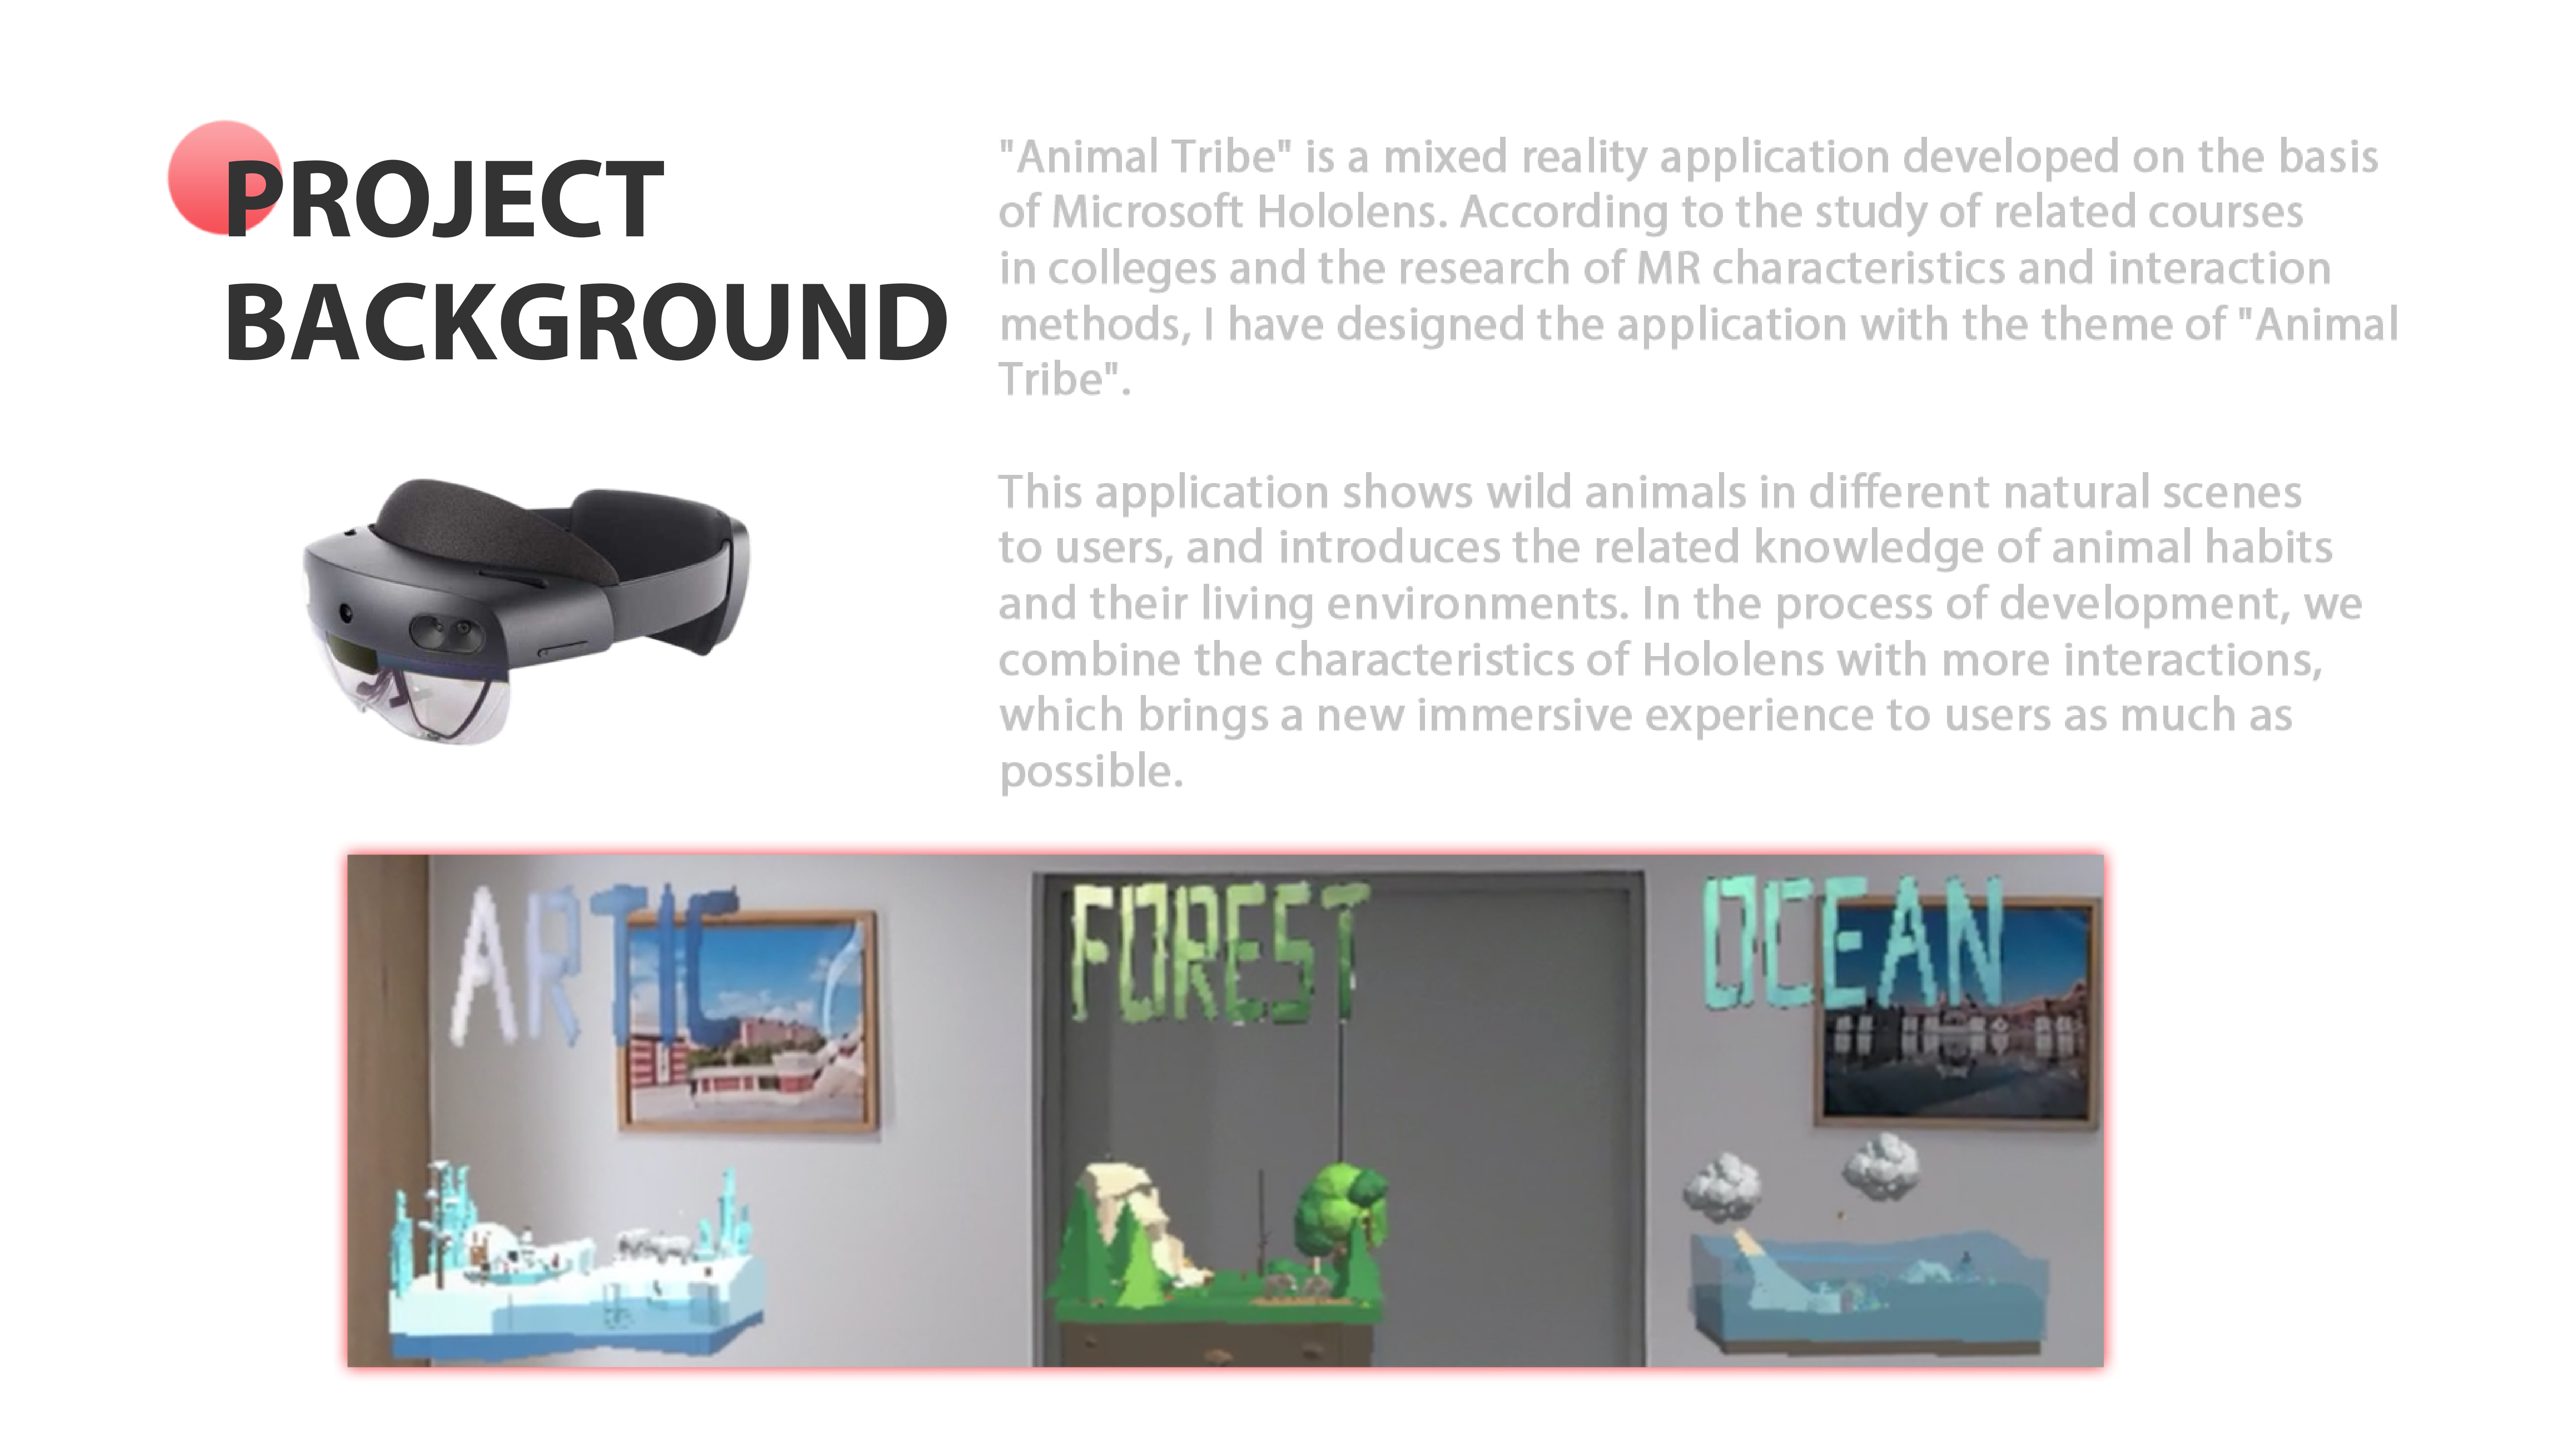 PROJECT
BACKGROUND
"Animal Tribe" is a mixed reality application developed on the basis
of Microsoft Hololens. According to the study of related courses
in colleges and the research of MR characteristics and interaction
methods, I have designed the application with the theme of "Animal
Tribe".
This application shows wild animals in different natural scenes
to users, and introduces the related knowledge of animal habits
and their living environments. In the process of development, we
combine the characteristics of Hololens with more interactions,
which brings a new immersive experience to users as much as
possible.
ARTIC
FOREST
OCEAN